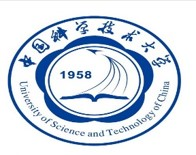 中国科学技术大学
1958
University of Science and Technology of China